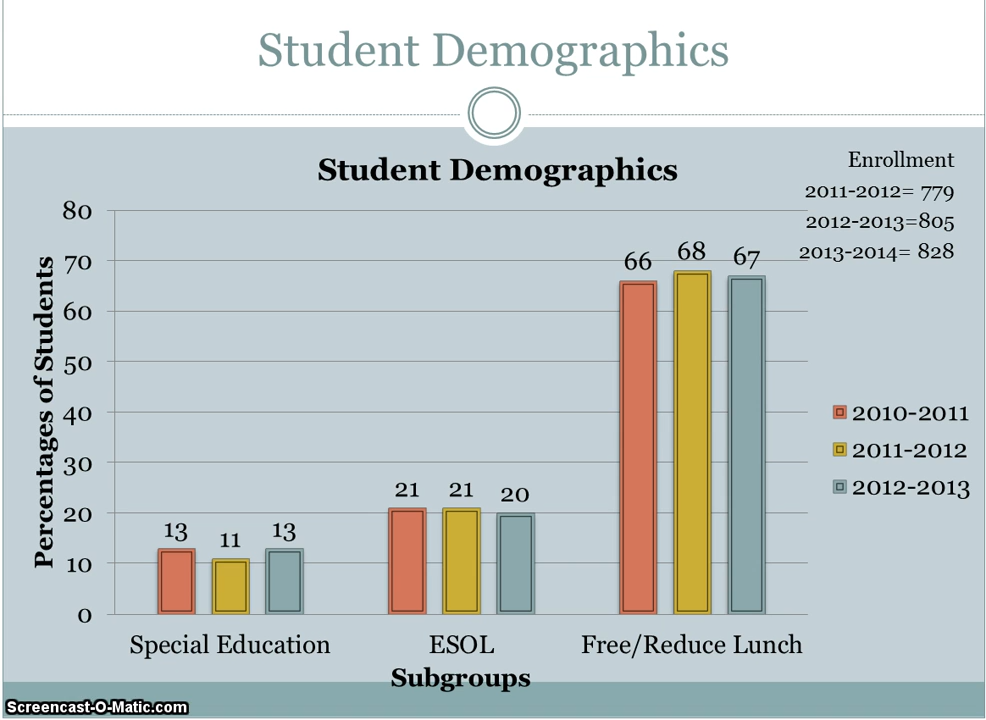 Student Demographics
Student Demographics
Enrollment
2011-2012= 779
2012-2013=805
2013-2014= 828
Percentages of Students
80
70
60
50
40
30
20
10
0
13
11
13
21
21
20
66
68
67
2010-2011
2011-2012
2012-2013
Special Education
ESOL
Free/Reduce Lunch
Subgroups
Screencast-O-Matic.com